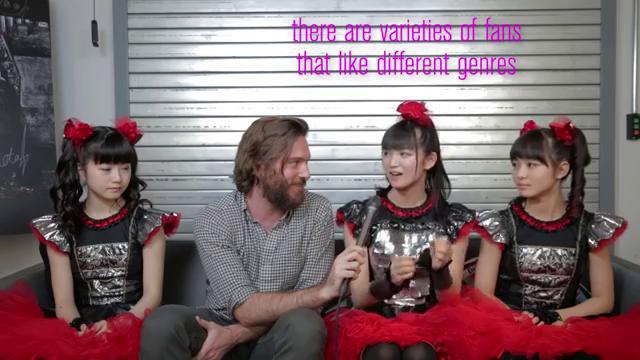 there are varieties of fans
that like different genres